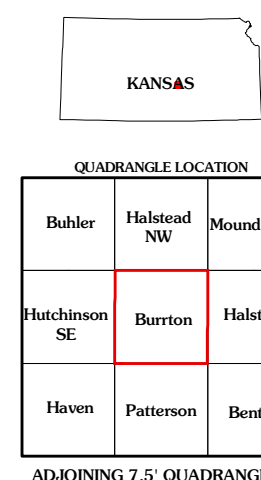 KANSAS
QUADRANGLE LOCATION
Buhler
Halstead
NW
Mound
Hutchinson
SE
Burrton
Halst
Haven
Patterson
Bent
ADJOINING 7.5' QUADRANG